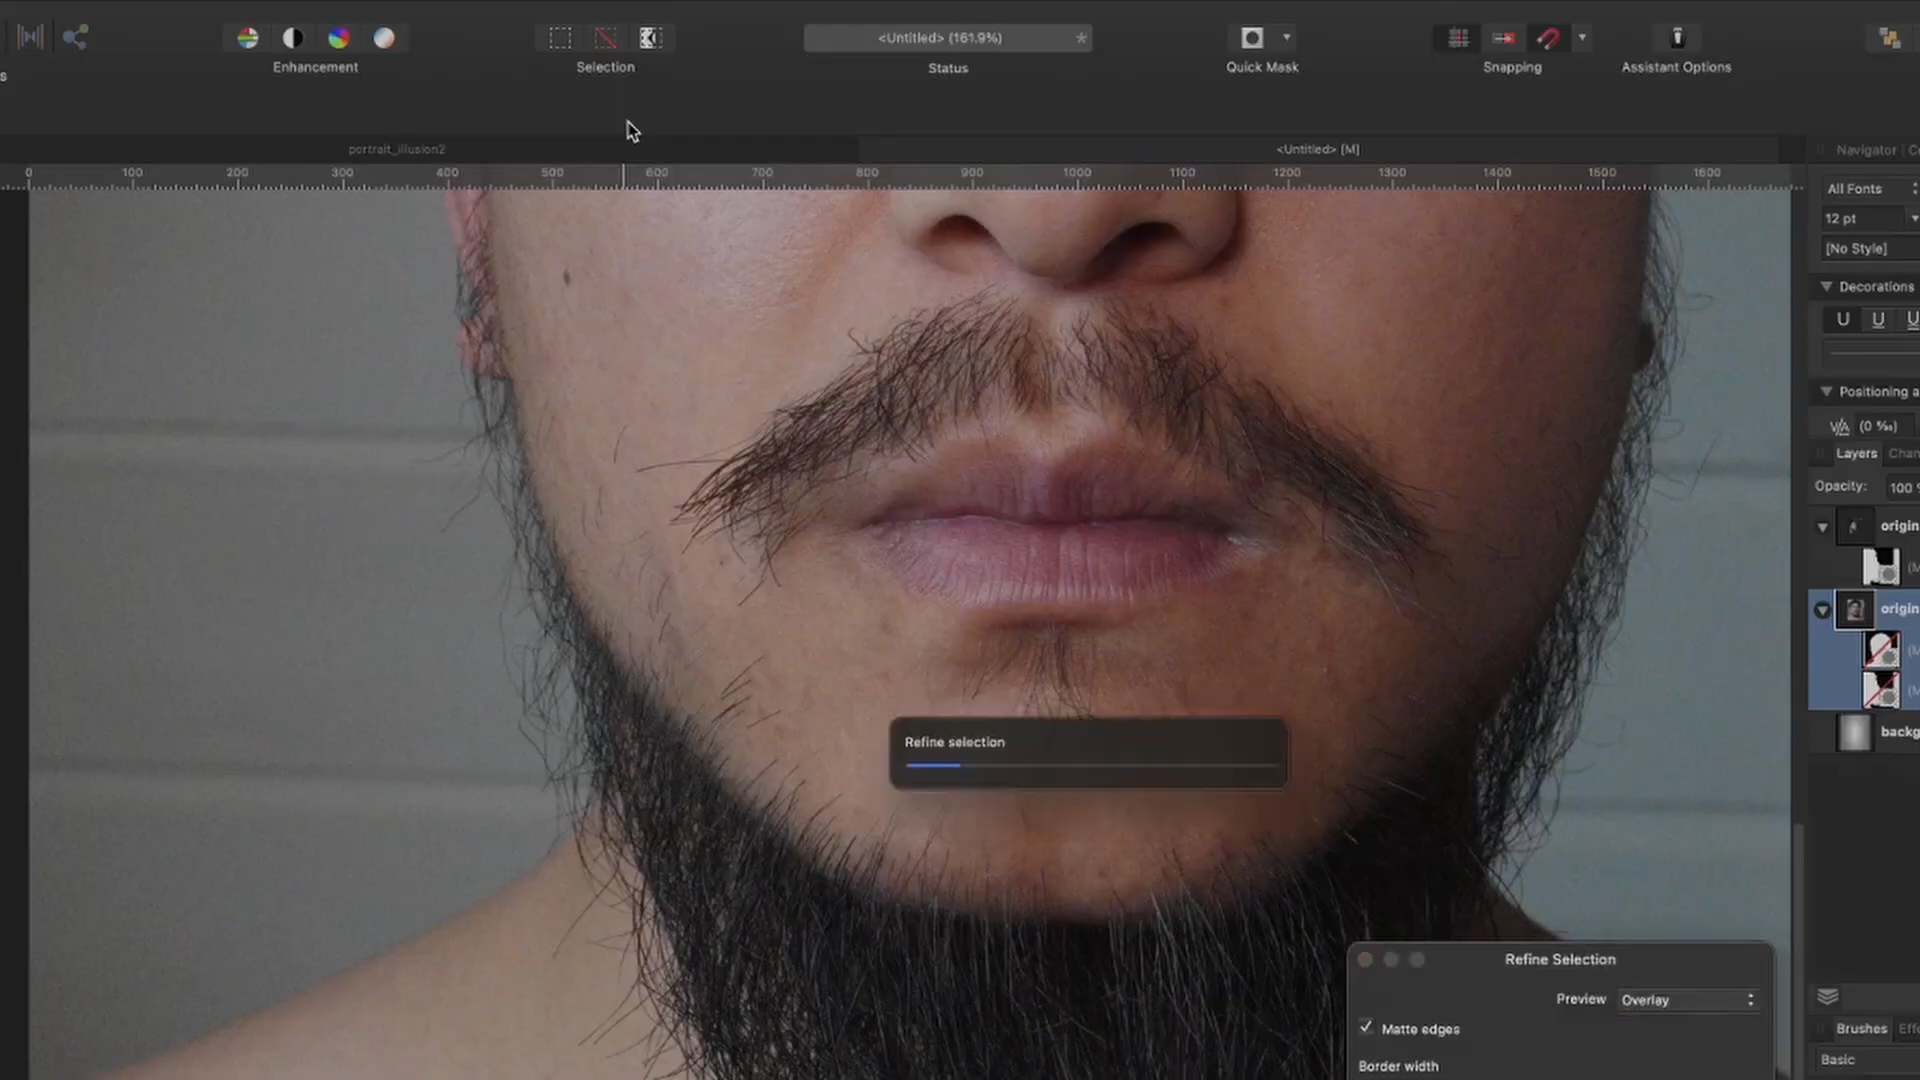 <Untitled> (161.9%)
*
s
Enhancement
Selection
Status
Quick Mask
Snapping
Assistant Options
portrait_illusion2
<Untitled> [M]
Navigator
0 100 200 300 400 500 600 700 800 900 1000 1100 1200 1300 1400 1500 1600
All Fonts
12 pt
[No Style]
Decorations
U U U
Positioning a
V/A (0 ‰)
Layers Chan
Opacity: 100
origin
(M
origin
(M
(M
backg
Refine selection
Refine Selection
Preview Overlay
Matte edges
Border width
Brushes Effe
Basic